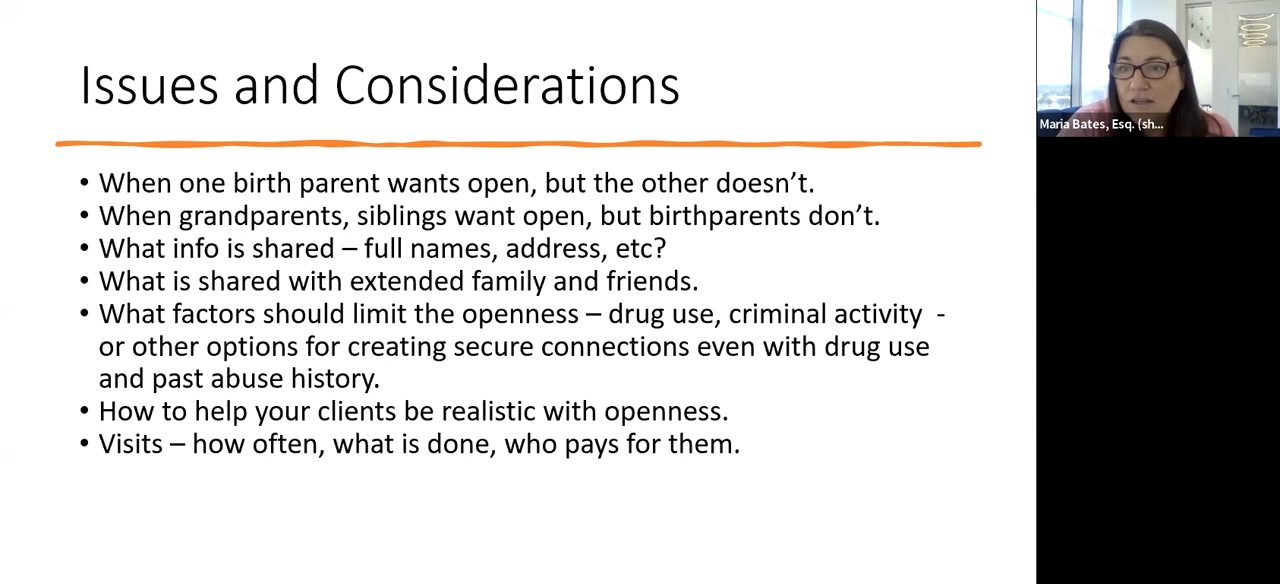 Issues and Considerations
• When one birth parent wants open, but the other doesn’t.
• When grandparents, siblings want open, but birthparents don’t.
• What info is shared – full names, address, etc?
• What is shared with extended family and friends.
• What factors should limit the openness – drug use, criminal activity  -
or other options for creating secure connections even with drug use
and past abuse history.
• How to help your clients be realistic with openness.
• Visits – how often, what is done, who pays for them.
Maria Bates, Esq. (sh...